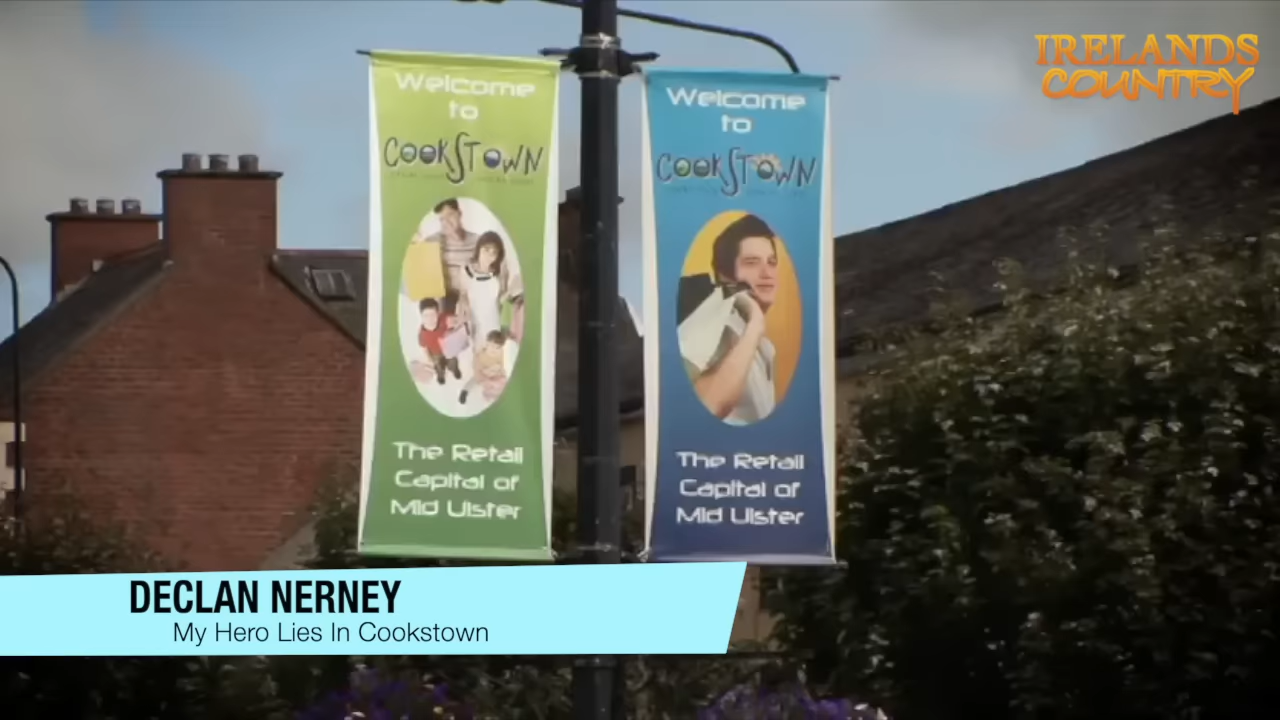 IRELANDS
COUNTRY
Welcome
to
COOKSTOWN
The Retail
Capital of
Mid Ulster
Welcome
to
COOKSTOWN
The Retail
Capital of
Mid Ulster
DECLAN NERNEY
My Hero Lies In Cookstown